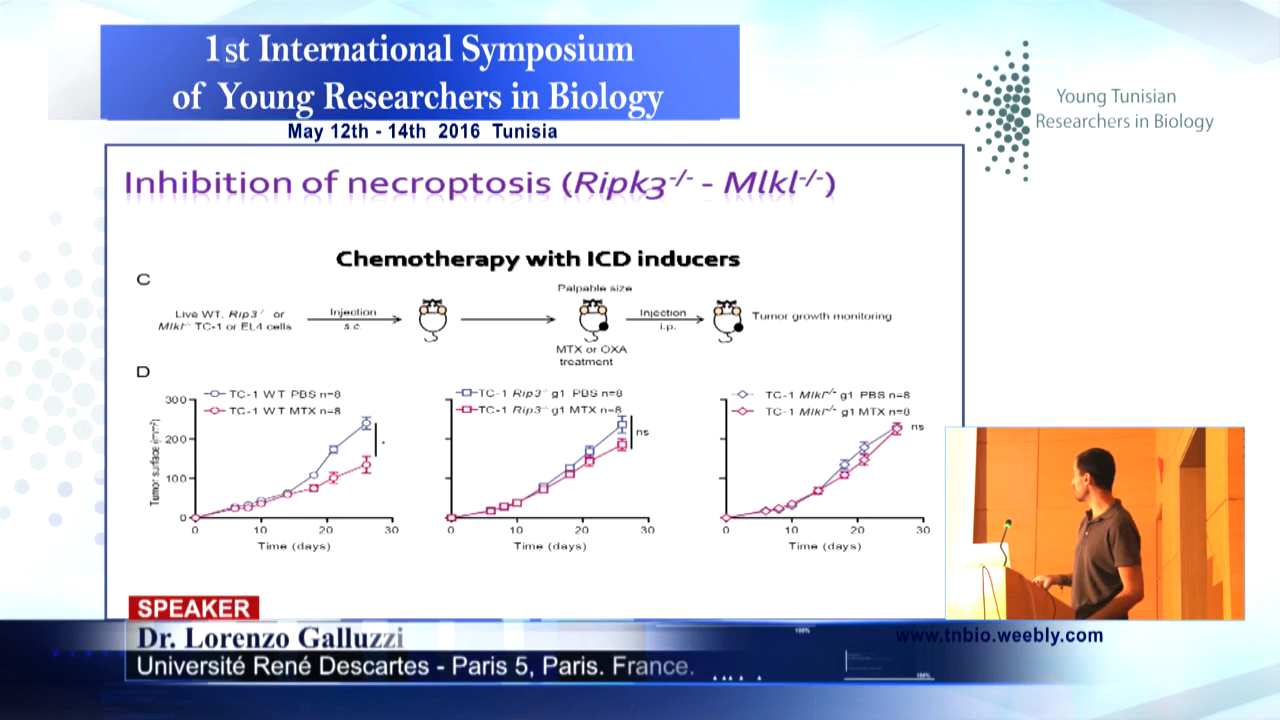 1st International Symposium
of Young Researchers in Biology
May 12th - 14th 2016 Tunisia
Young Tunisian
Researchers in Biology
Inhibition of necroptosis (Ripk3-/- - Mlkl-/-)
Chemotherapy with ICD inducers
C
Live WT, Rip3-/- or
Mlkl-/- TC-1 or EL4 cells
Injection
s.c.
Palpable size
MTX or OXA
treatment
Injection
i.p.
Tumor growth monitoring
D
TC-1 WT PBS n=8
TC-1 WT MTX n=8
Tumor surface (mm²)
300
200
100
0
0 10 20 30
Time (days)
TC-1 Rip3-/- g1 PBS n=8
TC-1 Rip3-/- g1 MTX n=8
ns
0 10 20 30
Time (days)
TC-1 Mlkl-/- g1 PBS n=8
TC-1 Mlkl-/- g1 MTX n=8
ns
0 10 20 30
Time (days)
SPEAKER
Dr. Lorenzo Galluzzi
Université René Descartes - Paris 5, Paris. France.
www.tnbio.weebly.com
100%
100%